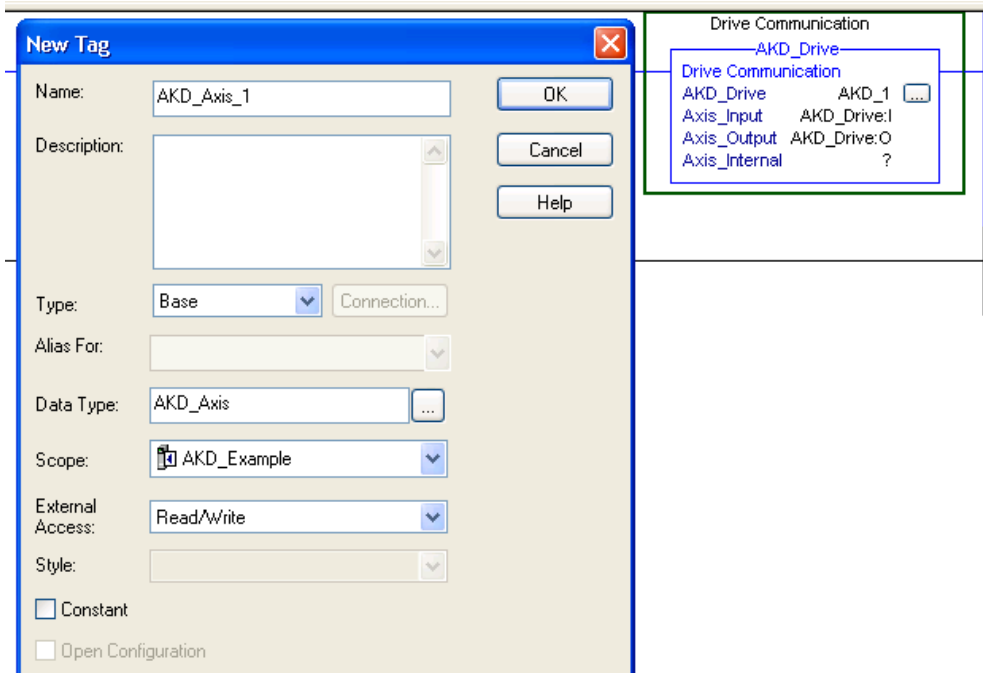 New Tag
Name: AKD_Axis_1
OK
Description:
Cancel
Help
Type: Base Connection...
Alias For:
Data Type: AKD_Axis ...
Scope: AKD_Example
External
Access: Read/Write
Style:
Constant
Open Configuration
Drive Communication
AKD_Drive
Drive Communication
AKD_Drive AKD_1 ...
Axis_Input AKD_Drive:I
Axis_Output AKD_Drive:O
Axis_Internal ?